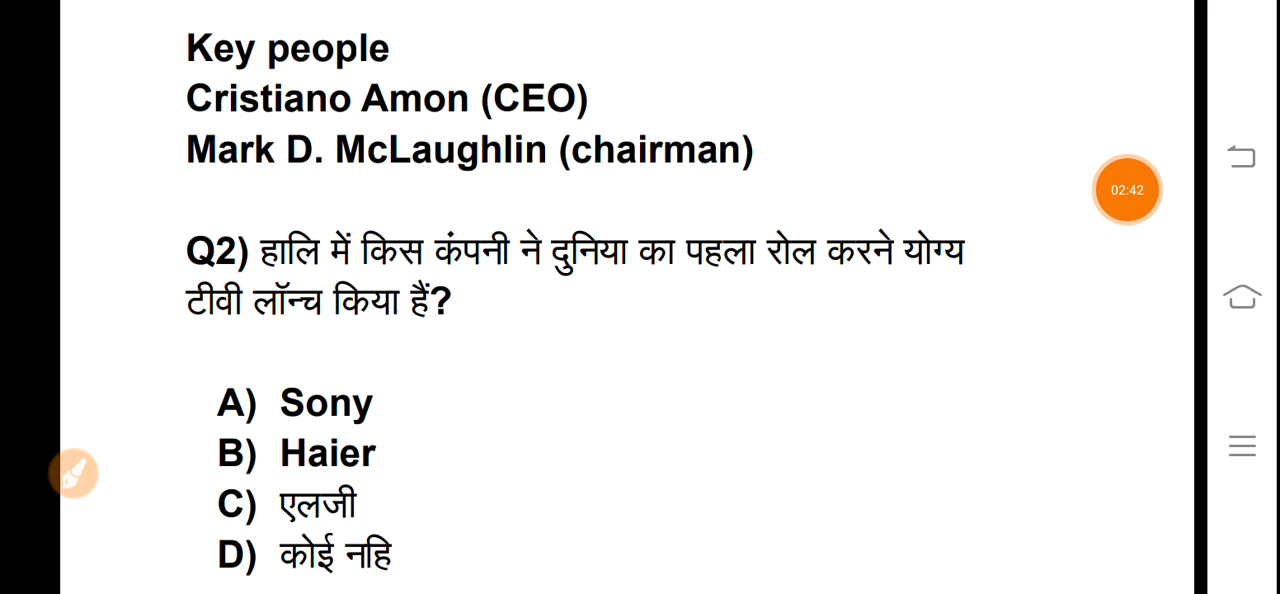 Key people
Cristiano Amon (CEO)
Mark D. McLaughlin (chairman)
02:42
Q2) हालि में किस कंपनी ने दुनिया का पहला रोल करने योग्य
टीवी लॉन्च किया हैं?
A) Sony
B) Haier
C) एलजी
D) कोई नहि